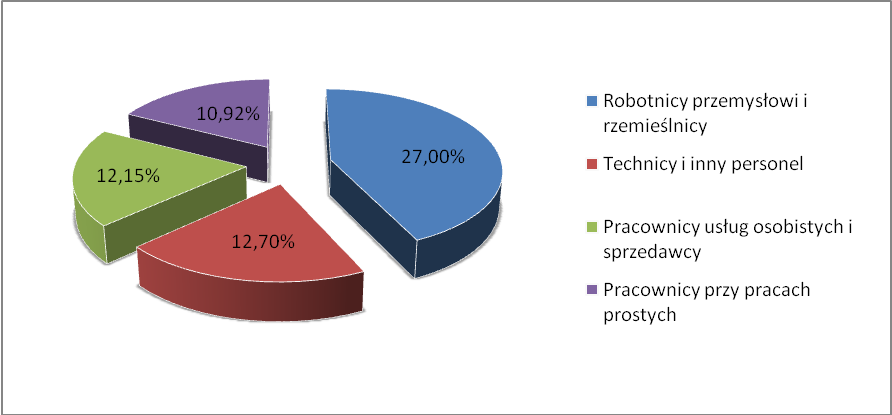 10,92%
27,00%
12,15%
12,70%
Robotnicy przemysłowi i
rzemieślnicy
Technicy i inny personel
Pracownicy usług osobistych i
sprzedawcy
Pracownicy przy pracach
prostych